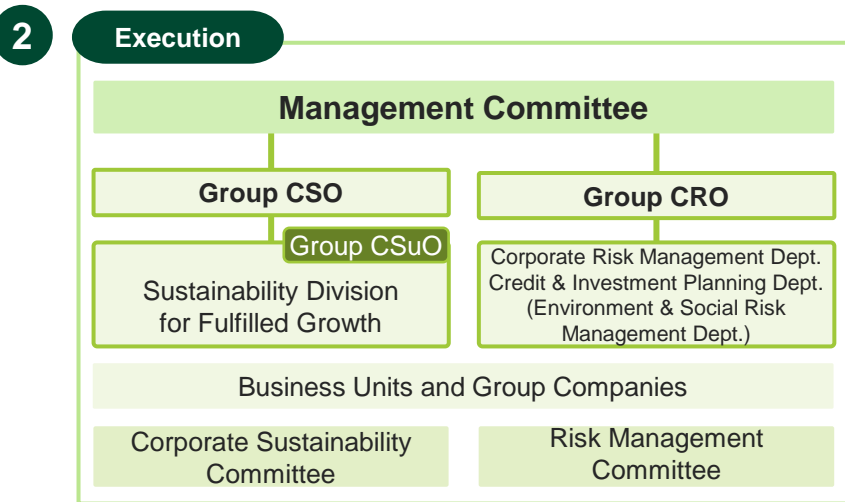 2
Execution
Management Committee
Group CSO
Group CRO
Group CSuO
Sustainability Division
for Fulfilled Growth
Corporate Risk Management Dept.
Credit & Investment Planning Dept.
(Environment & Social Risk
Management Dept.)
Business Units and Group Companies
Corporate Sustainability
Committee
Risk Management
Committee